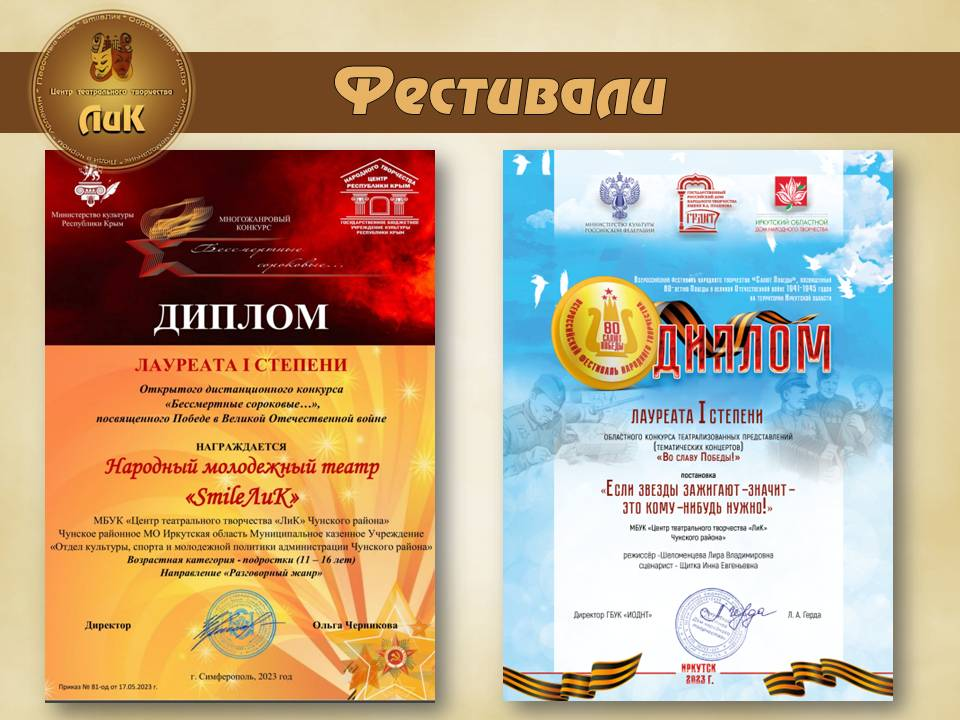 Центр театрального творчества
ЛиК
Фестивали
Министерство культуры
Республики Крым
МНОГОЖАНРОВЫЙ
КОНКУРС
Бессмертные
сороковые...
НАРОДНОГО ТВОРЧЕСТВА
ЦЕНТР
РЕСПУБЛИКИ КРЫМ
ГОСУДАРСТВЕННОЕ БЮДЖЕТНОЕ
УЧРЕЖДЕНИЕ КУЛЬТУРЫ
РЕСПУБЛИКИ КРЫМ
ДИПЛОМ
ЛАУРЕАТА I СТЕПЕНИ
Открытого дистанционного конкурса
«Бессмертные сороковые…»,
посвященного Победе в Великой Отечественной войне
НАГРАЖДАЕТСЯ
Народный молодежный театр
«SmileЛиК»
МБУК «Центр театрального творчества «ЛиК» Чунского района»
Чунское районное МО Иркутская область Муниципальное казенное Учреждение
«Отдел культуры, спорта и молодежной политики администрации Чунского района»
Возрастная категория - подростки (11 – 16 лет)
Направление «Разговорный жанр»
Директор
Ольга Черникова
г. Симферополь, 2023 год
Приказ № 81-од от 17.05.2023 г.
МИНИСТЕРСТВО КУЛЬТУРЫ
РОССИЙСКОЙ ФЕДЕРАЦИИ
ГОСУДАРСТВЕННЫЙ
РОССИЙСКИЙ ДОМ
НАРОДНОГО ТВОРЧЕСТВА
ИМЕНИ В.Д. ПОЛЕНОВА
ГРДНТ
ИРКУТСКИЙ ОБЛАСТНОЙ
ДОМ НАРОДНОГО ТВОРЧЕСТВА
Всероссийский фестиваль народного творчества «Салют Победы», посвященный
80-летию Победы в Великой Отечественной войне 1941-1945 годов
на территории Иркутской области
ВСЕРОССИЙСКИЙ ФЕСТИВАЛЬ НАРОДНОГО ТВОРЧЕСТВА
80
САЛЮТ
ПОБЕДЫ
ДИПЛОМ
ЛАУРЕАТА I СТЕПЕНИ
ОБЛАСТНОГО КОНКУРСА ТЕАТРАЛИЗОВАННЫХ ПРЕДСТАВЛЕНИЙ
(ТЕМАТИЧЕСКИХ КОНЦЕРТОВ)
«Во славу Победы!»
постановка
«Если звезды зажигают–значит–
это кому–нибудь нужно!»
МБУК «Центр театрального творчества «ЛиК»
Чунского района»
режиссёр -Шеломенцева Лира Владимировна
сценарист - Щитка Инна Евгеньевна
Директор ГБУК «ИОДНТ»
Л. А. Герда
ИРКУТСК
2023 Г.